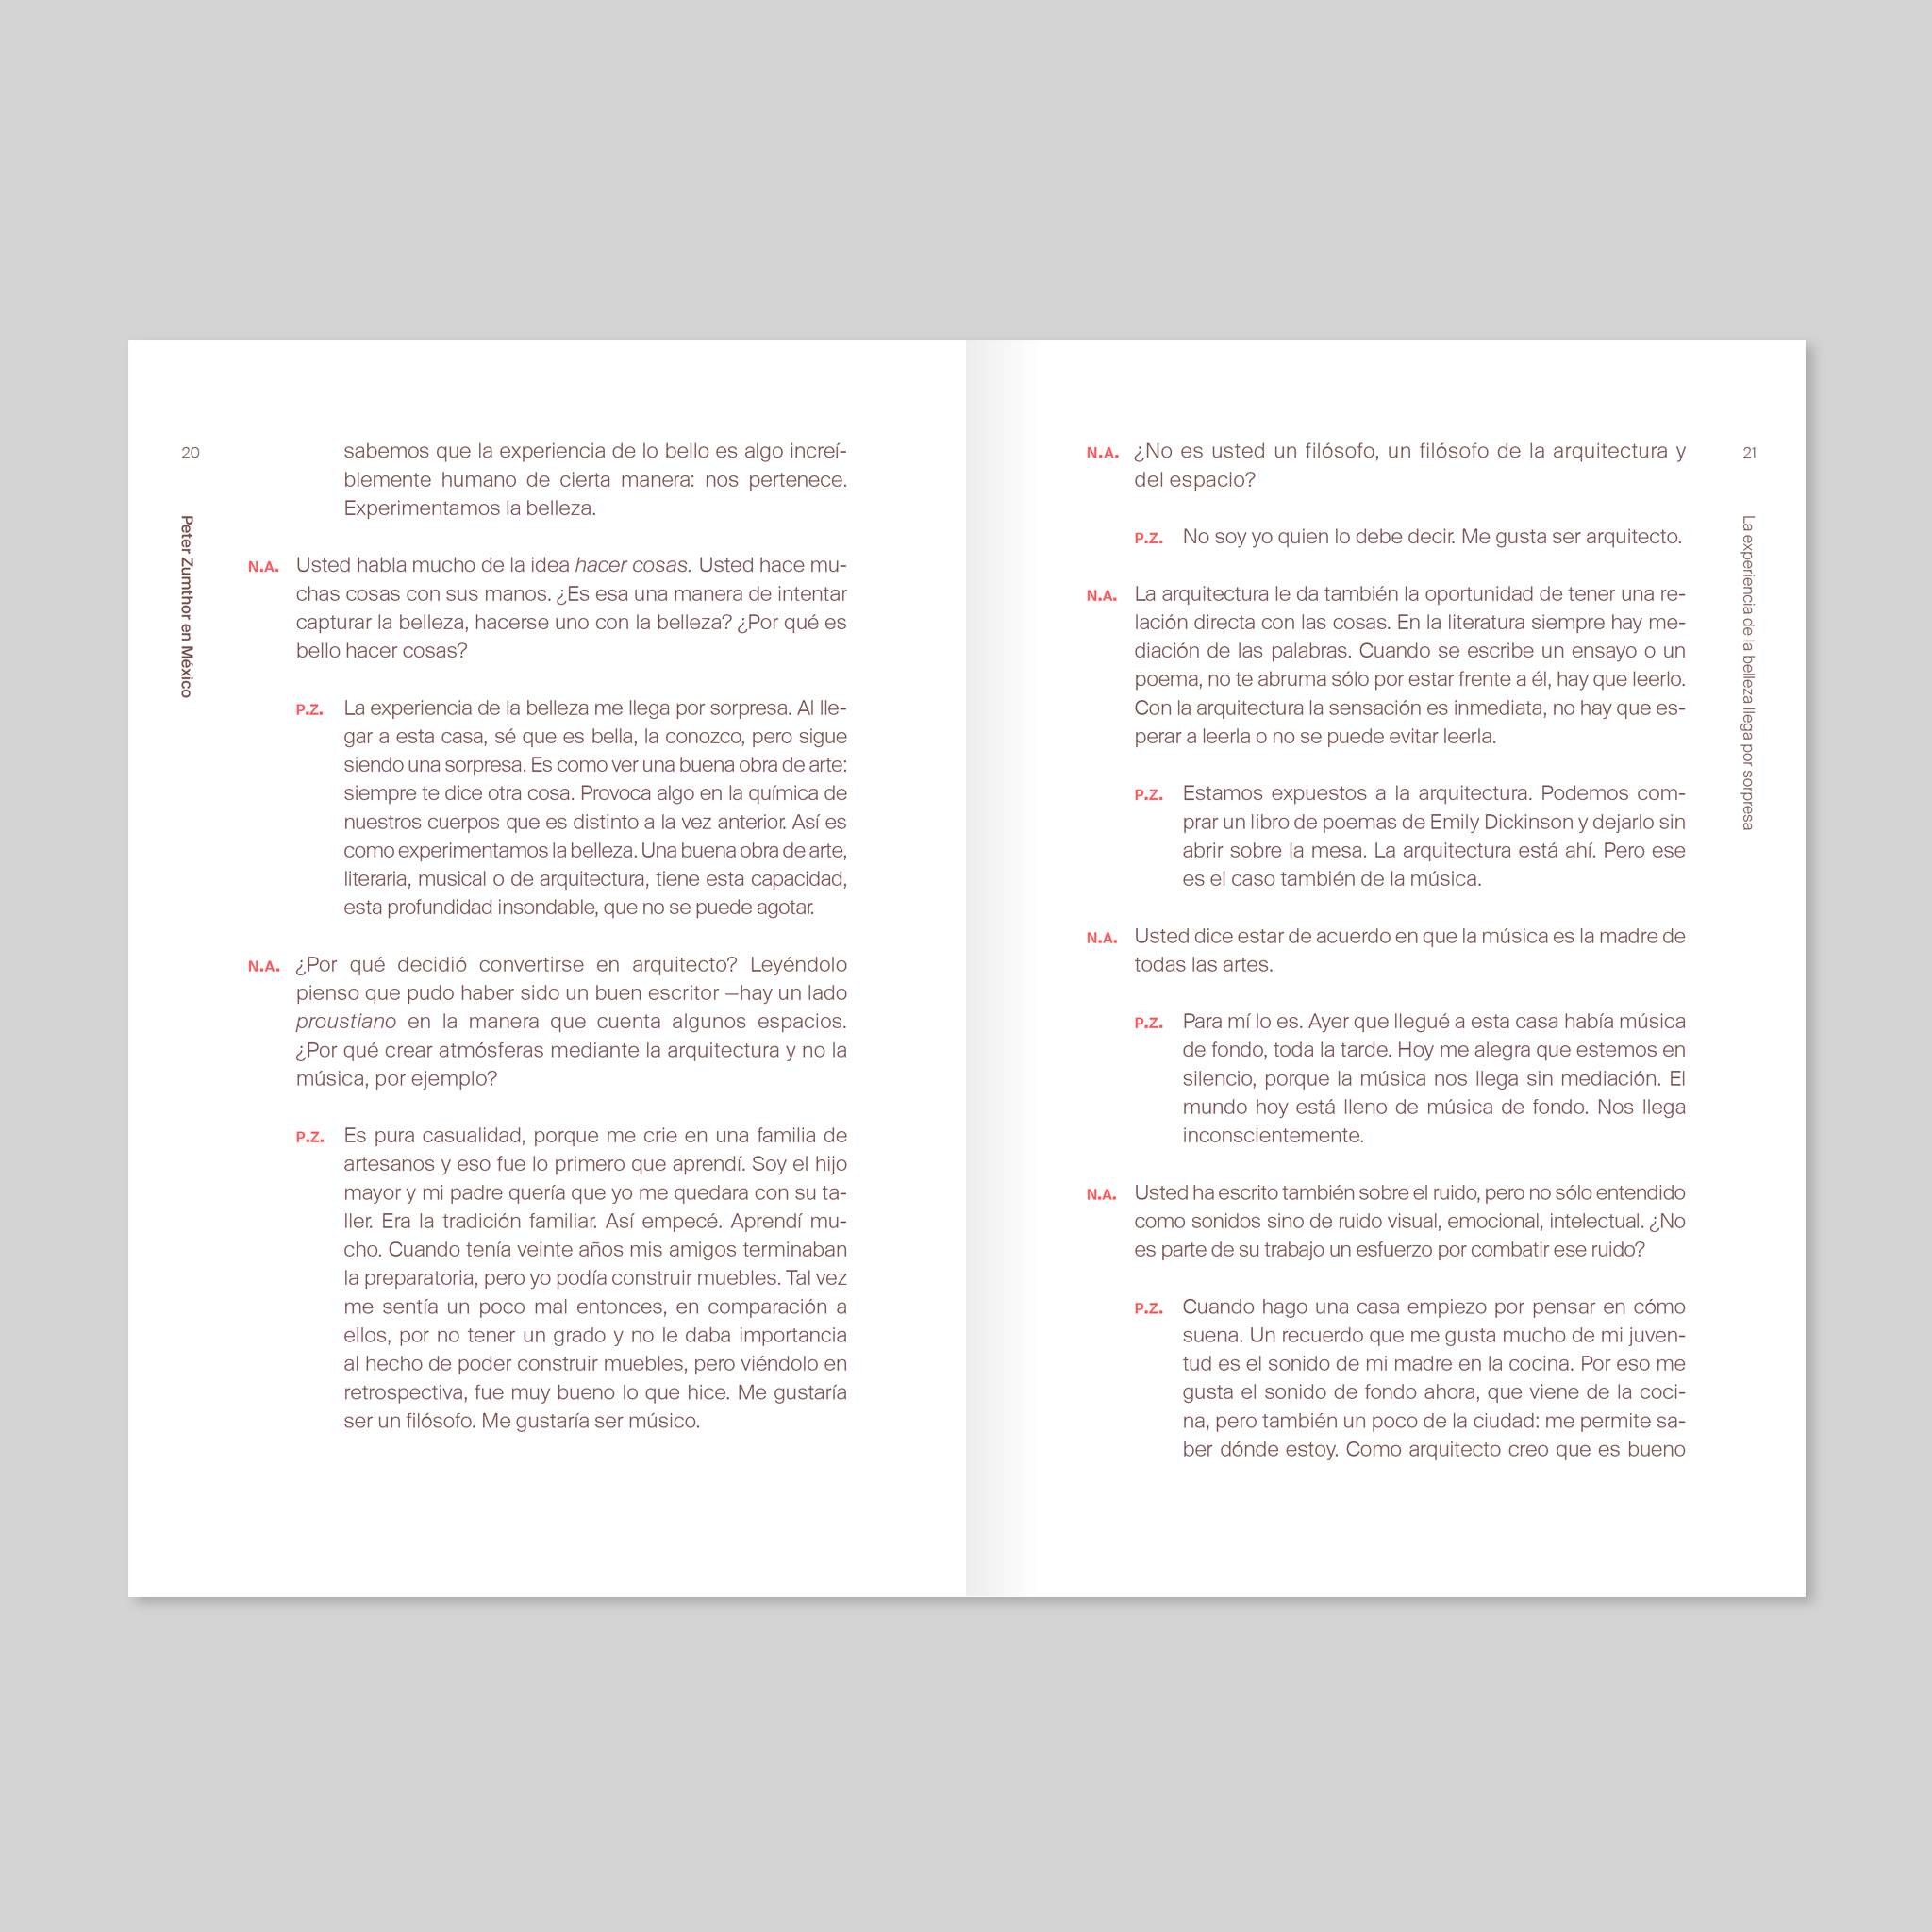 20
Peter Zumthor en México
sabemos que la experiencia de lo bello es algo increí-
blemente humano de cierta manera: nos pertenece.
Experimentamos la belleza.
N.A. Usted habla mucho de la idea hacer cosas. Usted hace mu-
chas cosas con sus manos. ¿Es esa una manera de intentar
capturar la belleza, hacerse uno con la belleza? ¿Por qué es
bello hacer cosas?
P.Z. La experiencia de la belleza me llega por sorpresa. Al lle-
gar a esta casa, sé que es bella, la conozco, pero sigue
siendo una sorpresa. Es como ver una buena obra de arte:
siempre te dice otra cosa. Provoca algo en la química de
nuestros cuerpos que es distinto a la vez anterior. Así es
como experimentamos la belleza. Una buena obra de arte,
literaria, musical o de arquitectura, tiene esta capacidad,
esta profundidad insondable, que no se puede agotar.
N.A. ¿Por qué decidió convertirse en arquitecto? Leyéndolo
pienso que pudo haber sido un buen escritor —hay un lado
proustiano en la manera que cuenta algunos espacios.
¿Por qué crear atmósferas mediante la arquitectura y no la
música, por ejemplo?
P.Z. Es pura casualidad, porque me crie en una familia de
artesanos y eso fue lo primero que aprendí. Soy el hijo
mayor y mi padre quería que yo me quedara con su ta-
ller. Era la tradición familiar. Así empecé. Aprendí mu-
cho. Cuando tenía veinte años mis amigos terminaban
la preparatoria, pero yo podía construir muebles. Tal vez
me sentía un poco mal entonces, en comparación a
ellos, por no tener un grado y no le daba importancia
al hecho de poder construir muebles, pero viéndolo en
retrospectiva, fue muy bueno lo que hice. Me gustaría
ser un filósofo. Me gustaría ser músico.
N.A. ¿No es usted un filósofo, un filósofo de la arquitectura y
del espacio?
P.Z. No soy yo quien lo debe decir. Me gusta ser arquitecto.
N.A. La arquitectura le da también la oportunidad de tener una re-
lación directa con las cosas. En la literatura siempre hay me-
diación de las palabras. Cuando se escribe un ensayo o un
poema, no te abruma sólo por estar frente a él, hay que leerlo.
Con la arquitectura la sensación es inmediata, no hay que es-
perar a leerla o no se puede evitar leerla.
P.Z. Estamos expuestos a la arquitectura. Podemos com-
prar un libro de poemas de Emily Dickinson y dejarlo sin
abrir sobre la mesa. La arquitectura está ahí. Pero ese
es el caso también de la música.
N.A. Usted dice estar de acuerdo en que la música es la madre de
todas las artes.
P.Z. Para mí lo es. Ayer que llegué a esta casa había música
de fondo, toda la tarde. Hoy me alegra que estemos en
silencio, porque la música nos llega sin mediación. El
mundo hoy está lleno de música de fondo. Nos llega
inconscientemente.
N.A. Usted ha escrito también sobre el ruido, pero no sólo entendido
como sonidos sino de ruido visual, emocional, intelectual. ¿No
es parte de su trabajo un esfuerzo por combatir ese ruido?
P.Z. Cuando hago una casa empiezo por pensar en cómo
suena. Un recuerdo que me gusta mucho de mi juven-
tud es el sonido de mi madre en la cocina. Por eso me
gusta el sonido de fondo ahora, que viene de la coci-
na, pero también un poco de la ciudad: me permite sa-
ber dónde estoy. Como arquitecto creo que es bueno
21
La experiencia de la belleza llega por sorpresa